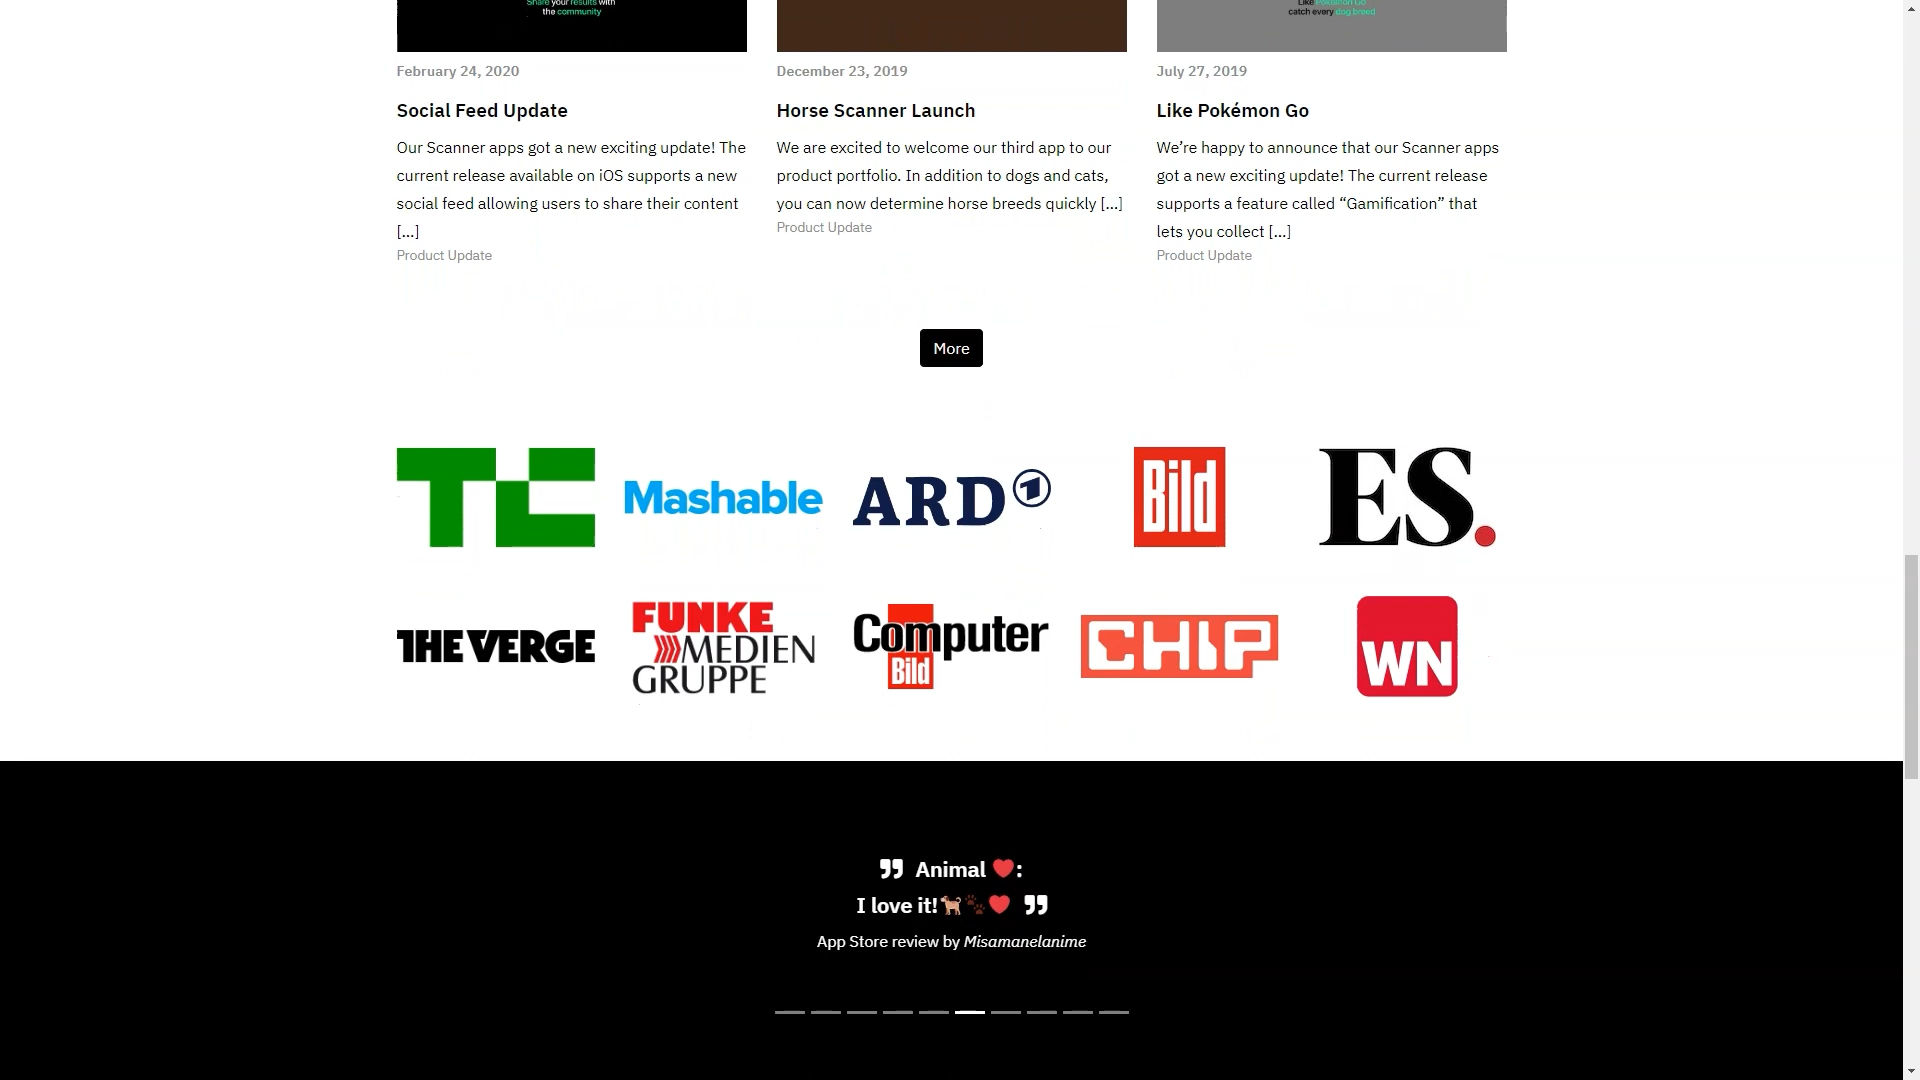 Share your results with
the community
Like Pokémon Go
catch every dog breed
February 24, 2020
Social Feed Update
Our Scanner apps got a new exciting update! The
current release available on iOS supports a new
social feed allowing users to share their content
[...]
Product Update
December 23, 2019
Horse Scanner Launch
We are excited to welcome our third app to our
product portfolio. In addition to dogs and cats,
you can now determine horse breeds quickly [...]
Product Update
July 27, 2019
Like Pokémon Go
We’re happy to announce that our Scanner apps
got a new exciting update! The current release
supports a feature called “Gamification” that
lets you collect [...]
Product Update
More
TC
Mashable
ARD 1
Bild
ES.
THE VERGE
FUNKE
MEDIEN
GRUPPE
Computer
Bild
CHIP
WN
❞ Animal ❤️:
I love it!🐕🐾❤️ ❞
App Store review by Misamanelanime